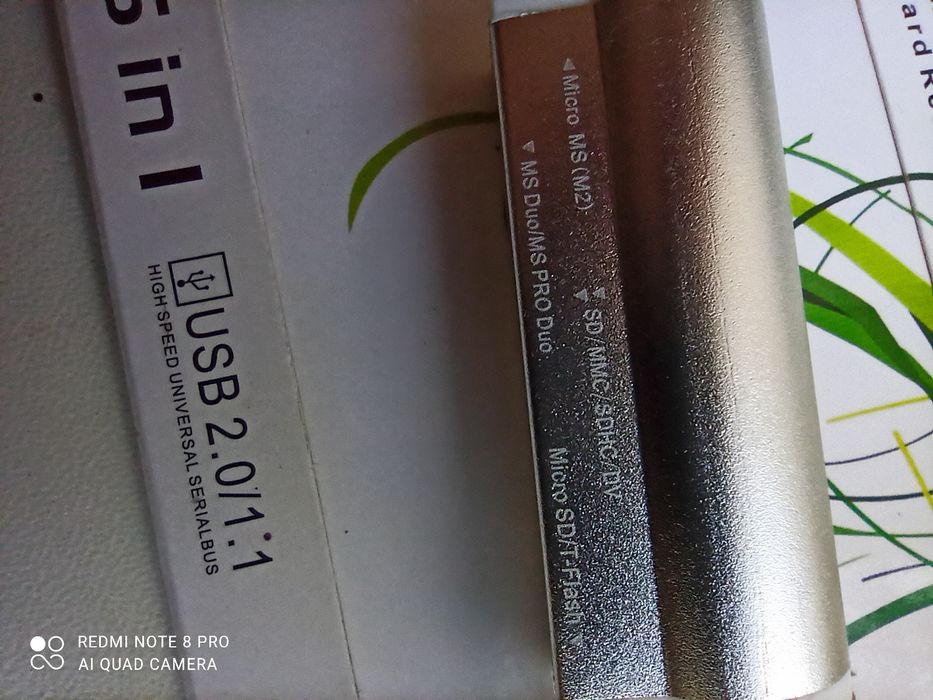 in 1
USB 2.0/1.1
HIGH SPEED UNIVERSAL SERIALBUS
◀Micro MS (M2)
◀ MS Duo/MS PRO Duo
SD/MMC/SDHC/DV
Micro SD/T-Flash
ard
REDMI NOTE 8 PRO
AI QUAD CAMERA